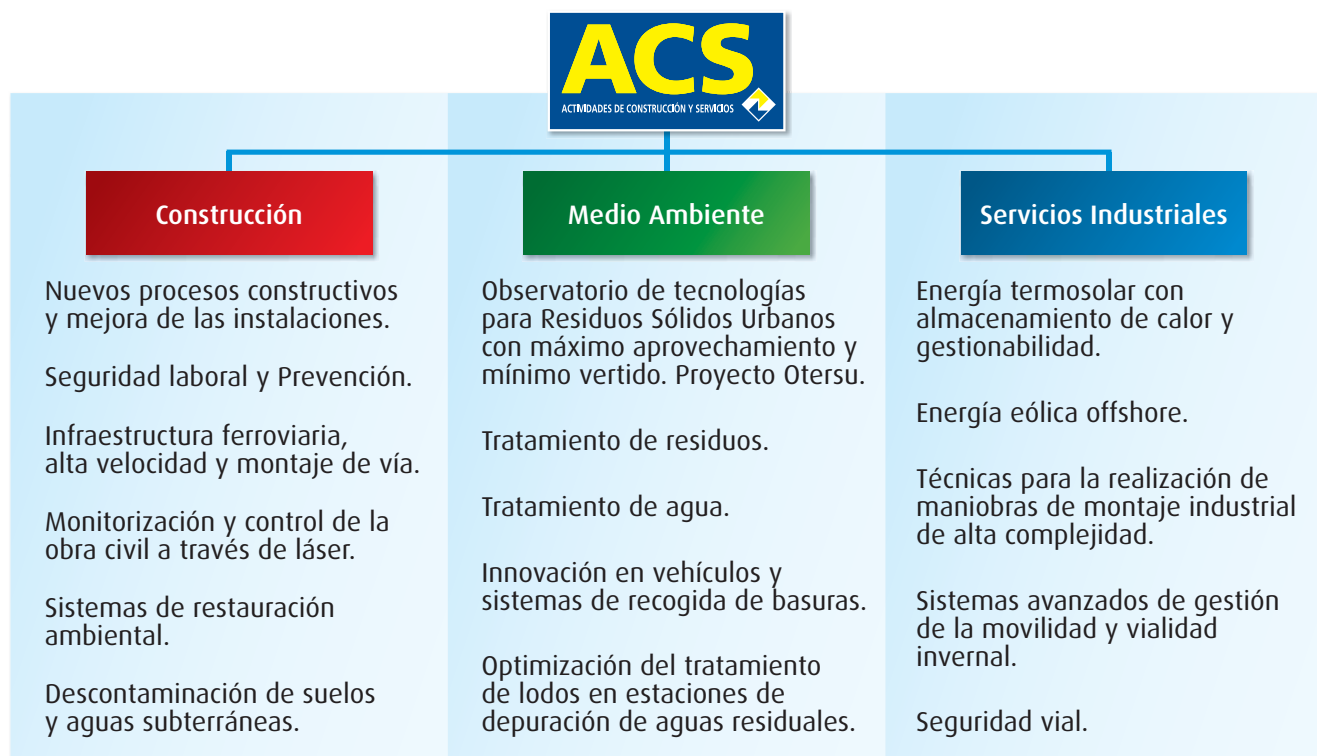 ACS
ACTIVIDADES DE CONSTRUCCIÓN Y SERVICIOS
Construcción
Nuevos procesos constructivos
y mejora de las instalaciones.
Seguridad laboral y Prevención.
Infraestructura ferroviaria,
alta velocidad y montaje de vía.
Monitorización y control de la
obra civil a través de láser.
Sistemas de restauración
ambiental.
Descontaminación de suelos
y aguas subterráneas.
Medio Ambiente
Observatorio de tecnologías
para Residuos Sólidos Urbanos
con máximo aprovechamiento y
mínimo vertido. Proyecto Otersu.
Tratamiento de residuos.
Tratamiento de agua.
Innovación en vehículos y
sistemas de recogida de basuras.
Optimización del tratamiento
de lodos en estaciones de
depuración de aguas residuales.
Servicios Industriales
Energía termosolar con
almacenamiento de calor y
gestionabilidad.
Energía eólica offshore.
Técnicas para la realización de
maniobras de montaje industrial
de alta complejidad.
Sistemas avanzados de gestión
de la movilidad y vialidad
invernal.
Seguridad vial.